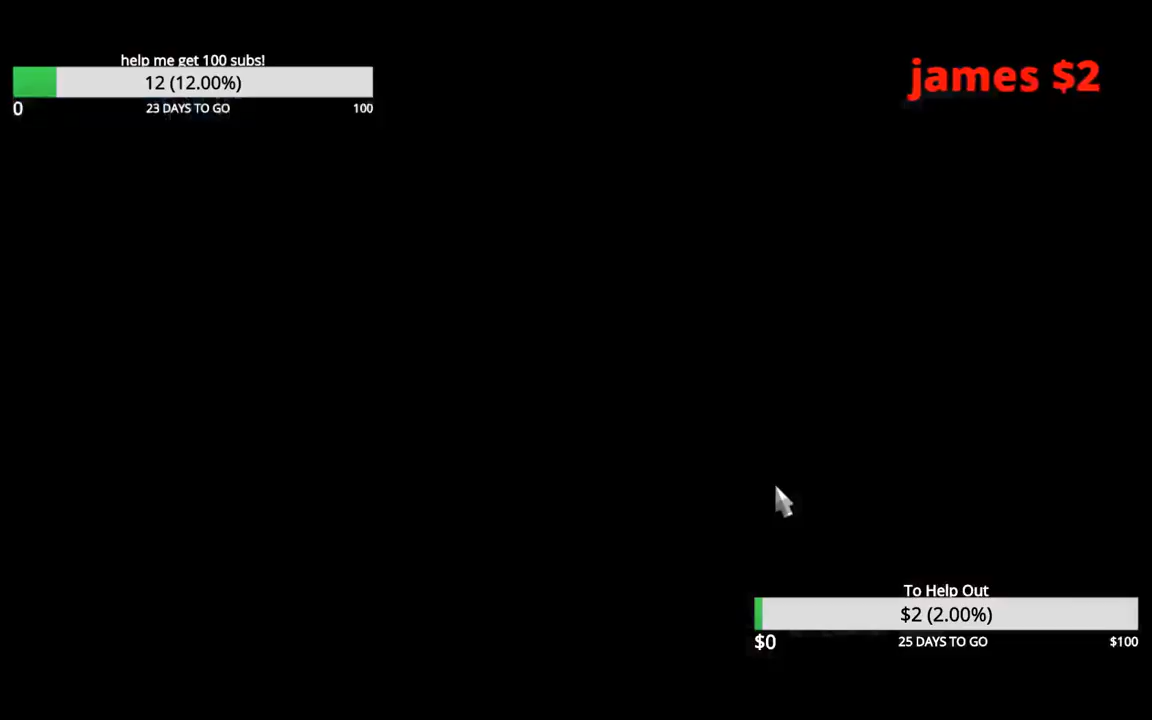 help me get 100 subs!
12 (12.00%)
0 23 DAYS TO GO 100
james $2
To Help Out
$2 (2.00%)
$0 25 DAYS TO GO $100